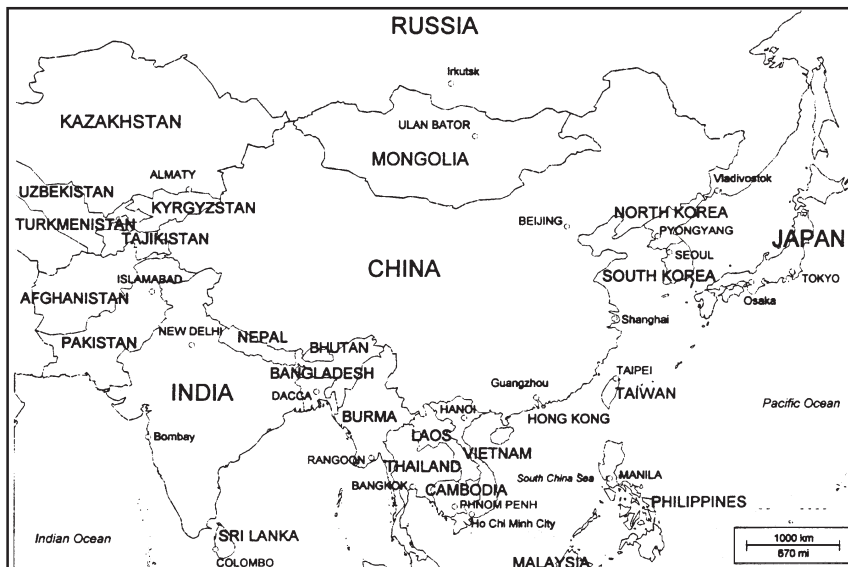 RUSSIA
Irkutsk
KAZAKHSTAN
ULAN BATOR
MONGOLIA
ALMATY
Vladivostok
UZBEKISTAN
KYRGYZSTAN
NORTH KOREA
BEIJING
TURKMENISTAN
PYONGYANG
TAJIKISTAN
JAPAN
SEOUL
CHINA
SOUTH KOREA
ISLAMABAD
TOKYO
AFGHANISTAN
Osaka
Shanghai
NEW DELHI
NEPAL
PAKISTAN
BHUTAN
TAIPEI
BANGLADESH
Guangzhou
INDIA
DACCA
TAIWAN
Pacific Ocean
HANOI
BURMA
HONG KONG
LAOS
Bombay
VIETNAM
RANGOON
THAILAND
South China Sea
MANILA
BANGKOK
CAMBODIA
PHILIPPINES
PHNOM PENH
Ho Chi Minh City
SRI LANKA
Indian Ocean
1000 km
670 mi
COLOMBO
MALAYSIA